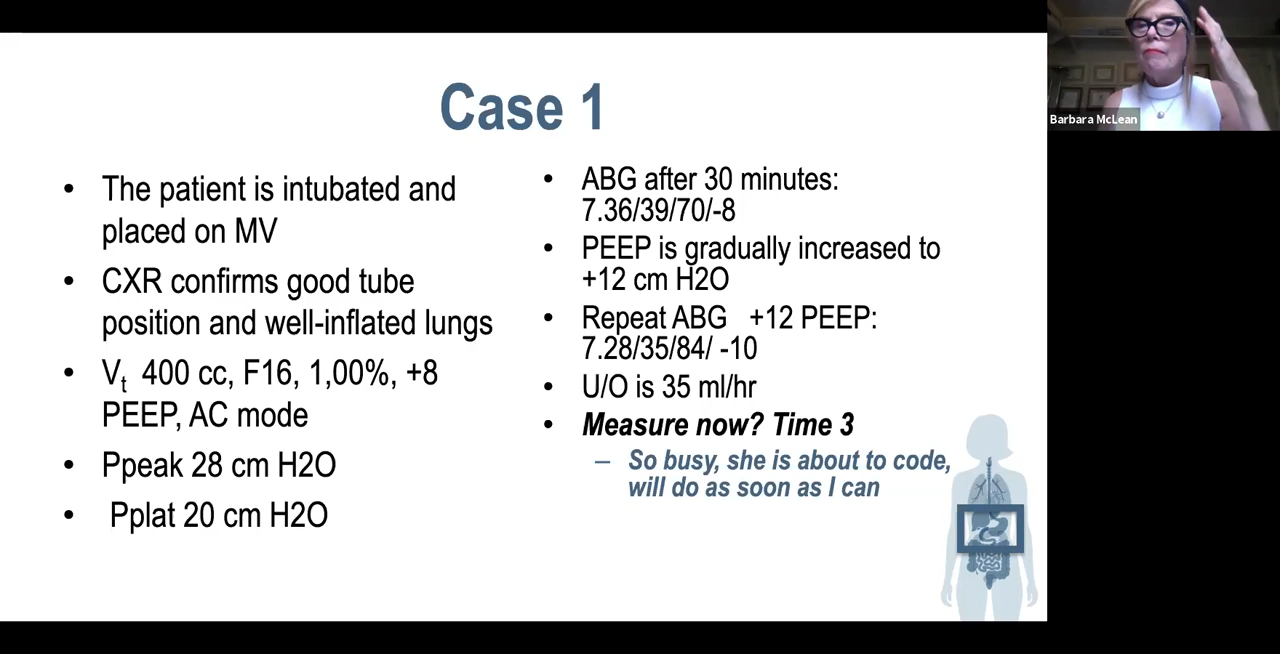 Case 1
• The patient is intubated and
placed on MV
• CXR confirms good tube
position and well-inflated lungs
• Vt 400 cc, F16, 1,00%, +8
PEEP, AC mode
• Ppeak 28 cm H2O
• Pplat 20 cm H2O
• ABG after 30 minutes:
7.36/39/70/-8
• PEEP is gradually increased to
+12 cm H2O
• Repeat ABG +12 PEEP:
7.28/35/84/ -10
• U/O is 35 ml/hr
• Measure now? Time 3
– So busy, she is about to code,
will do as soon as I can
Barbara McLean